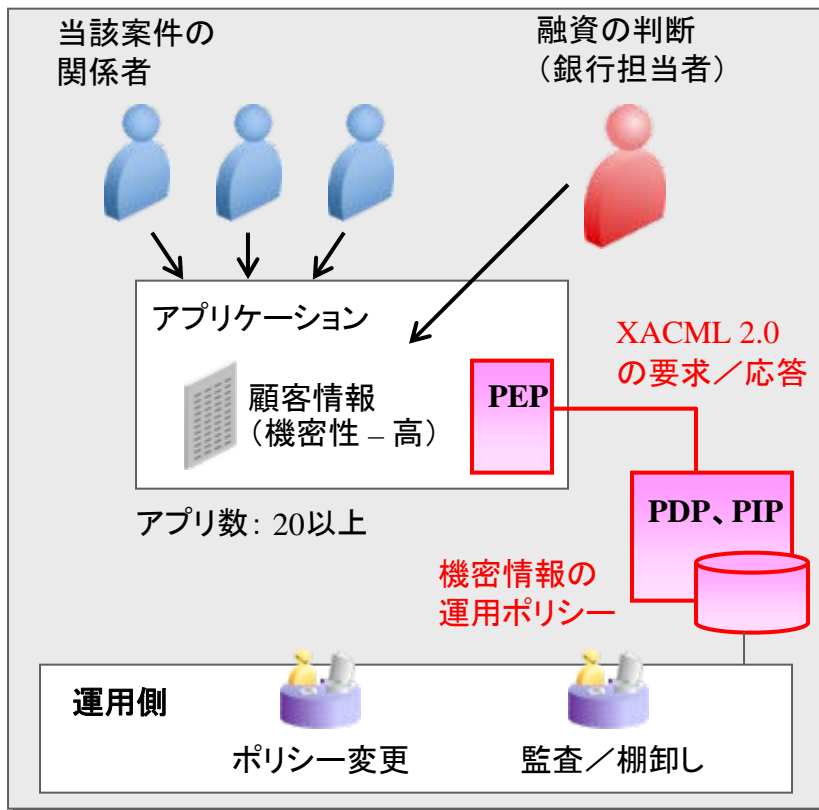 当該案件の
関係者
融資の判断
（銀行担当者）
アプリケーション
顧客情報
（機密性 – 高）
PEP
XACML 2.0
の要求／応答
アプリ数： 20以上
PDP、PIP
機密情報の
運用ポリシー
運用側
ポリシー変更
監査／棚卸し